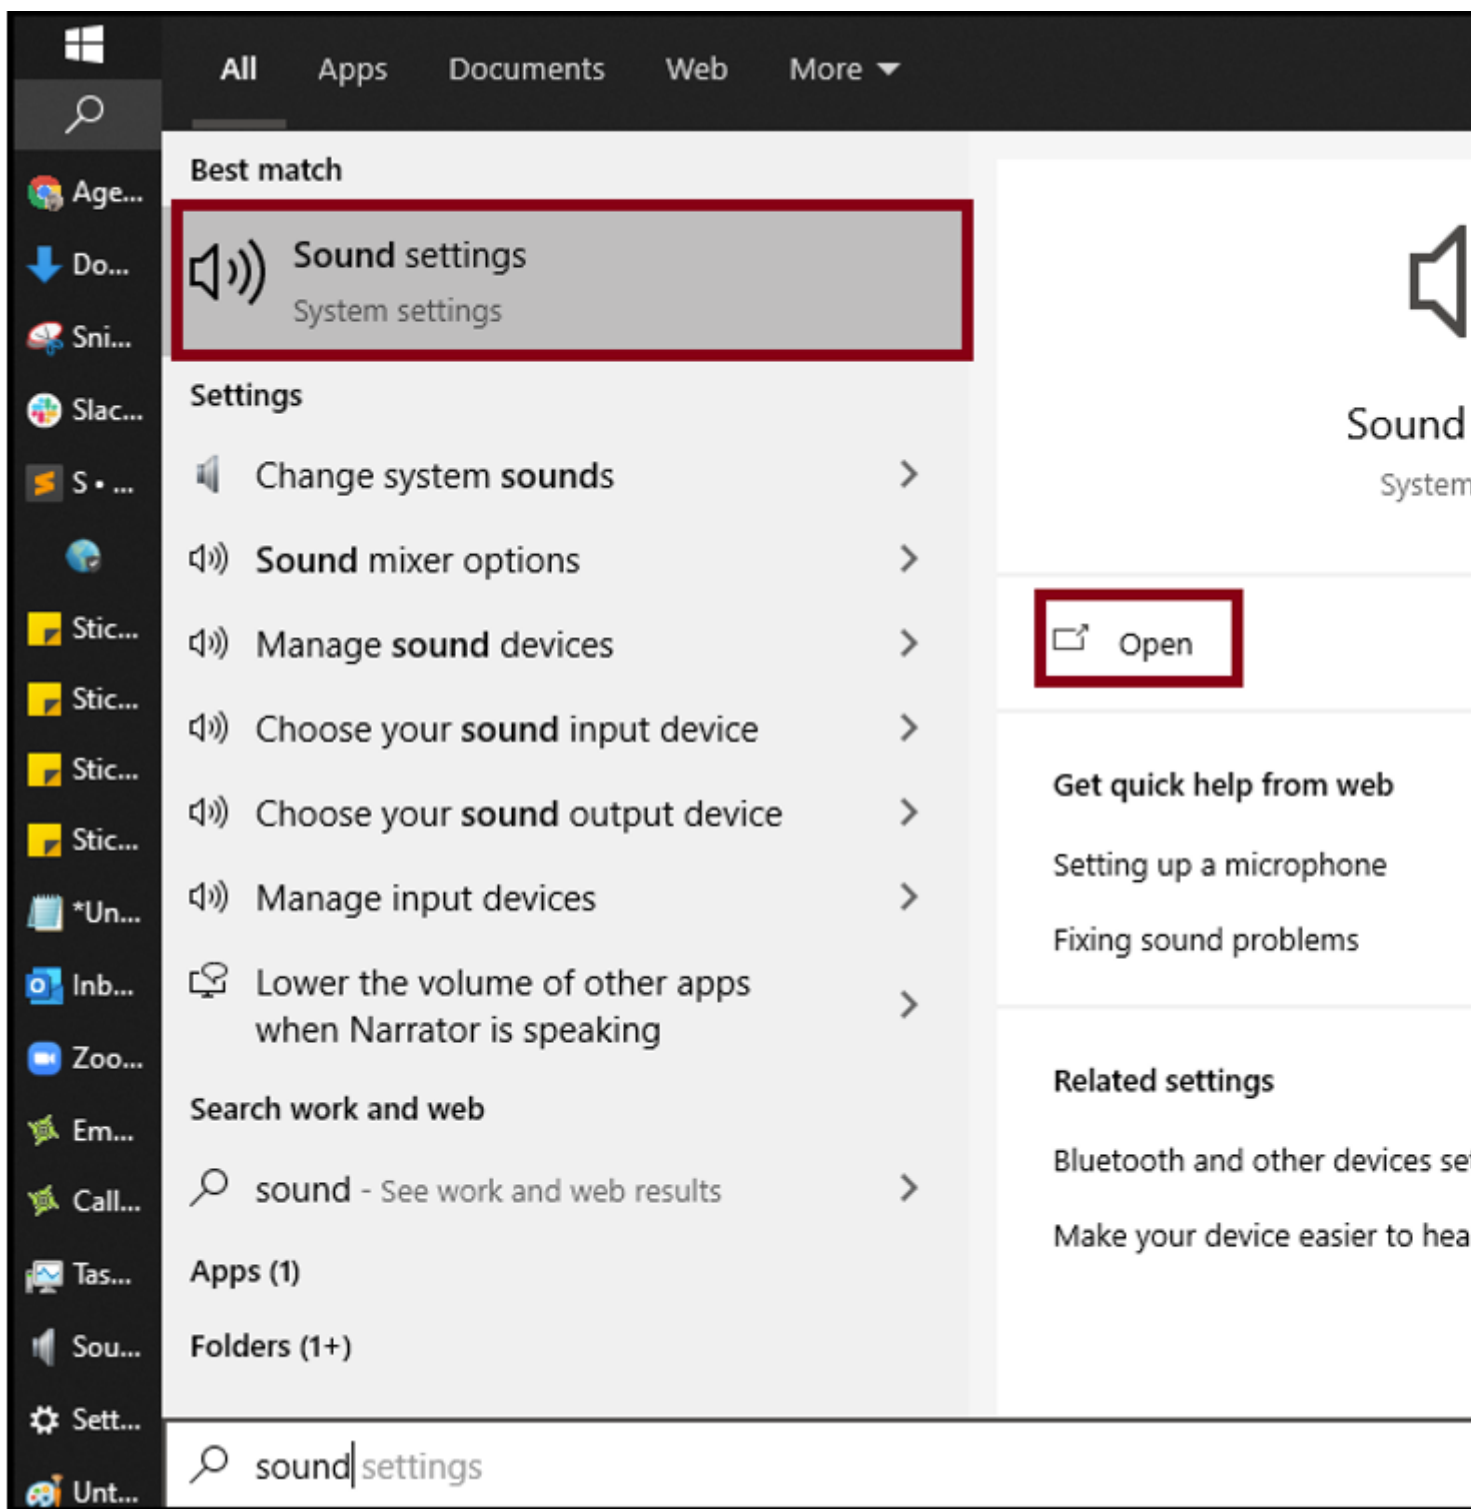 All Apps Documents Web More
Age...
Do...
Sni...
Slac...
S • ...
Stic...
Stic...
Stic...
Stic...
*Un...
Inb...
Zoo...
Em...
Call...
Tas...
Sou...
Sett...
Unt...
Best match
Sound settings
System settings
Settings
Change system sounds
Sound mixer options
Manage sound devices
Choose your sound input device
Choose your sound output device
Manage input devices
Lower the volume of other apps
when Narrator is speaking
Search work and web
sound - See work and web results
Apps (1)
Folders (1+)
sound settings
Sound
System
Open
Get quick help from web
Setting up a microphone
Fixing sound problems
Related settings
Bluetooth and other devices se
Make your device easier to hea